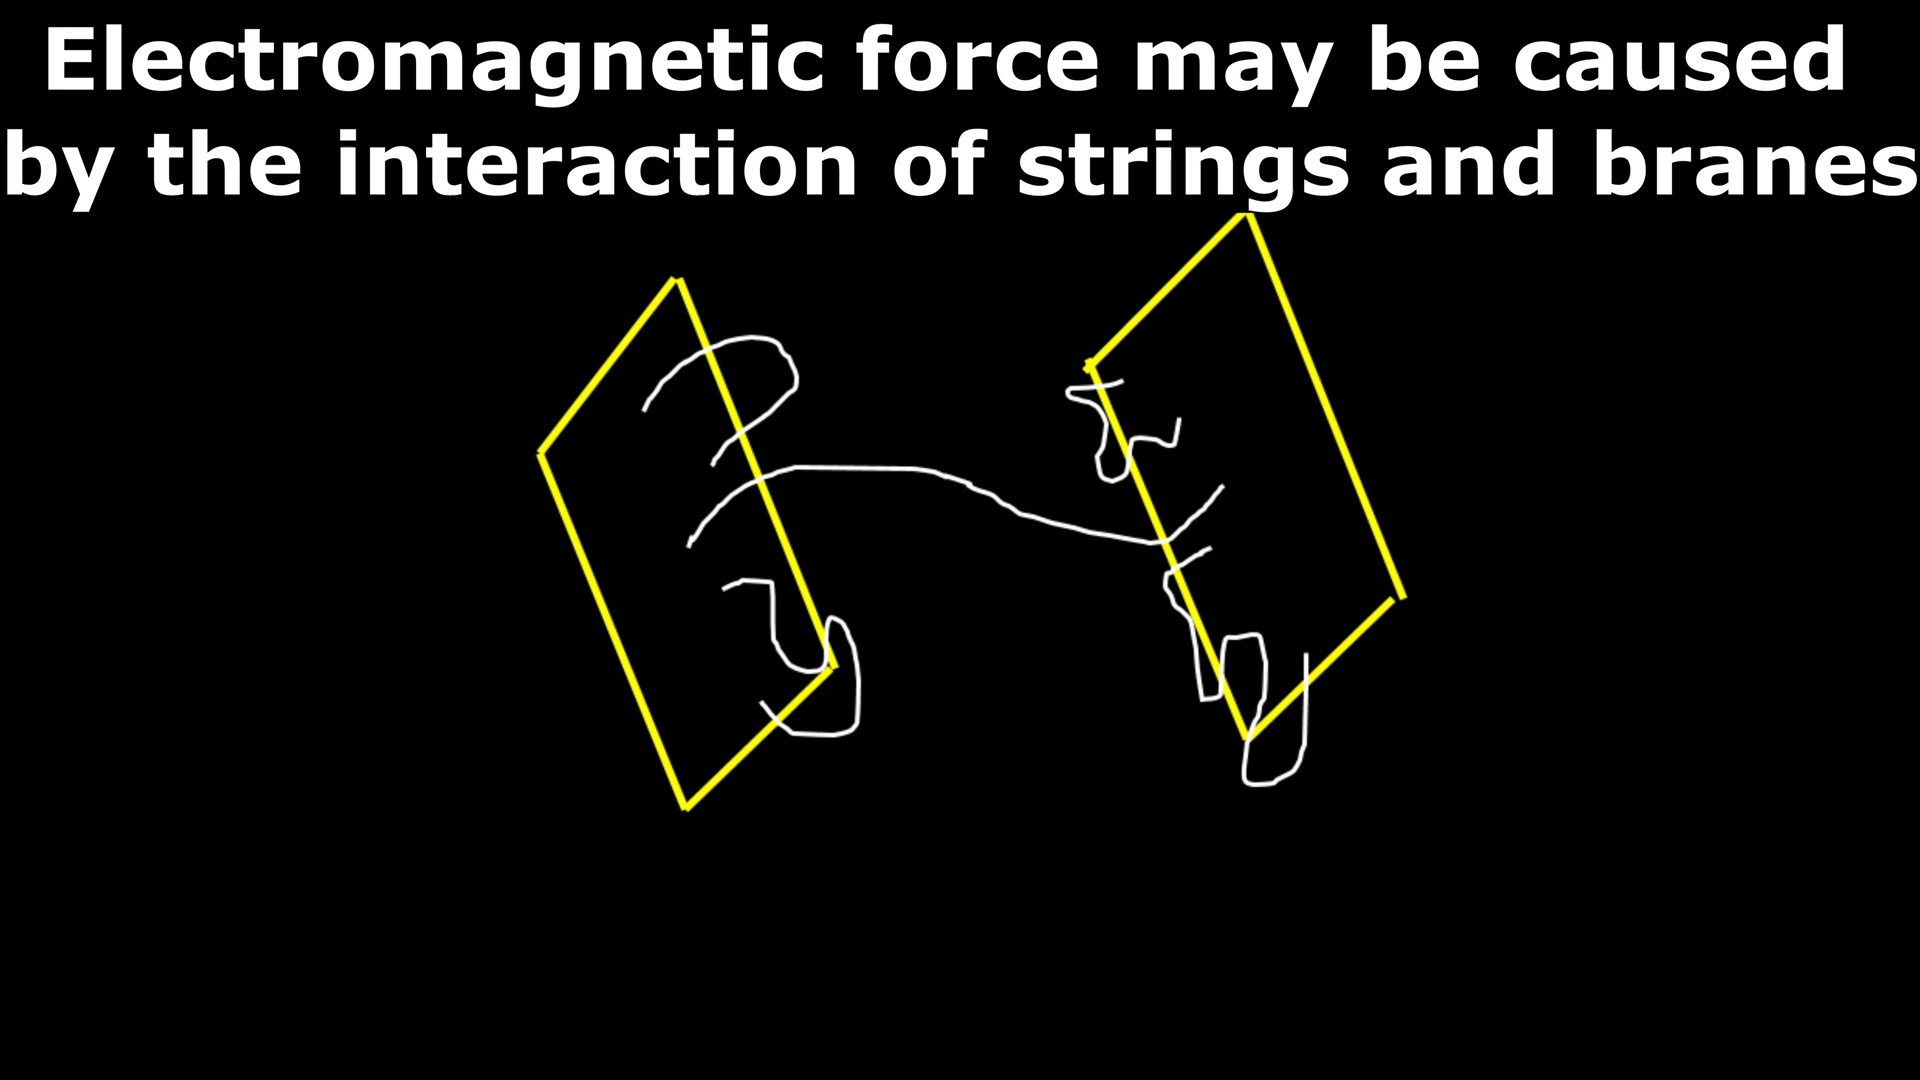 Electromagnetic force may be caused
by the interaction of strings and branes